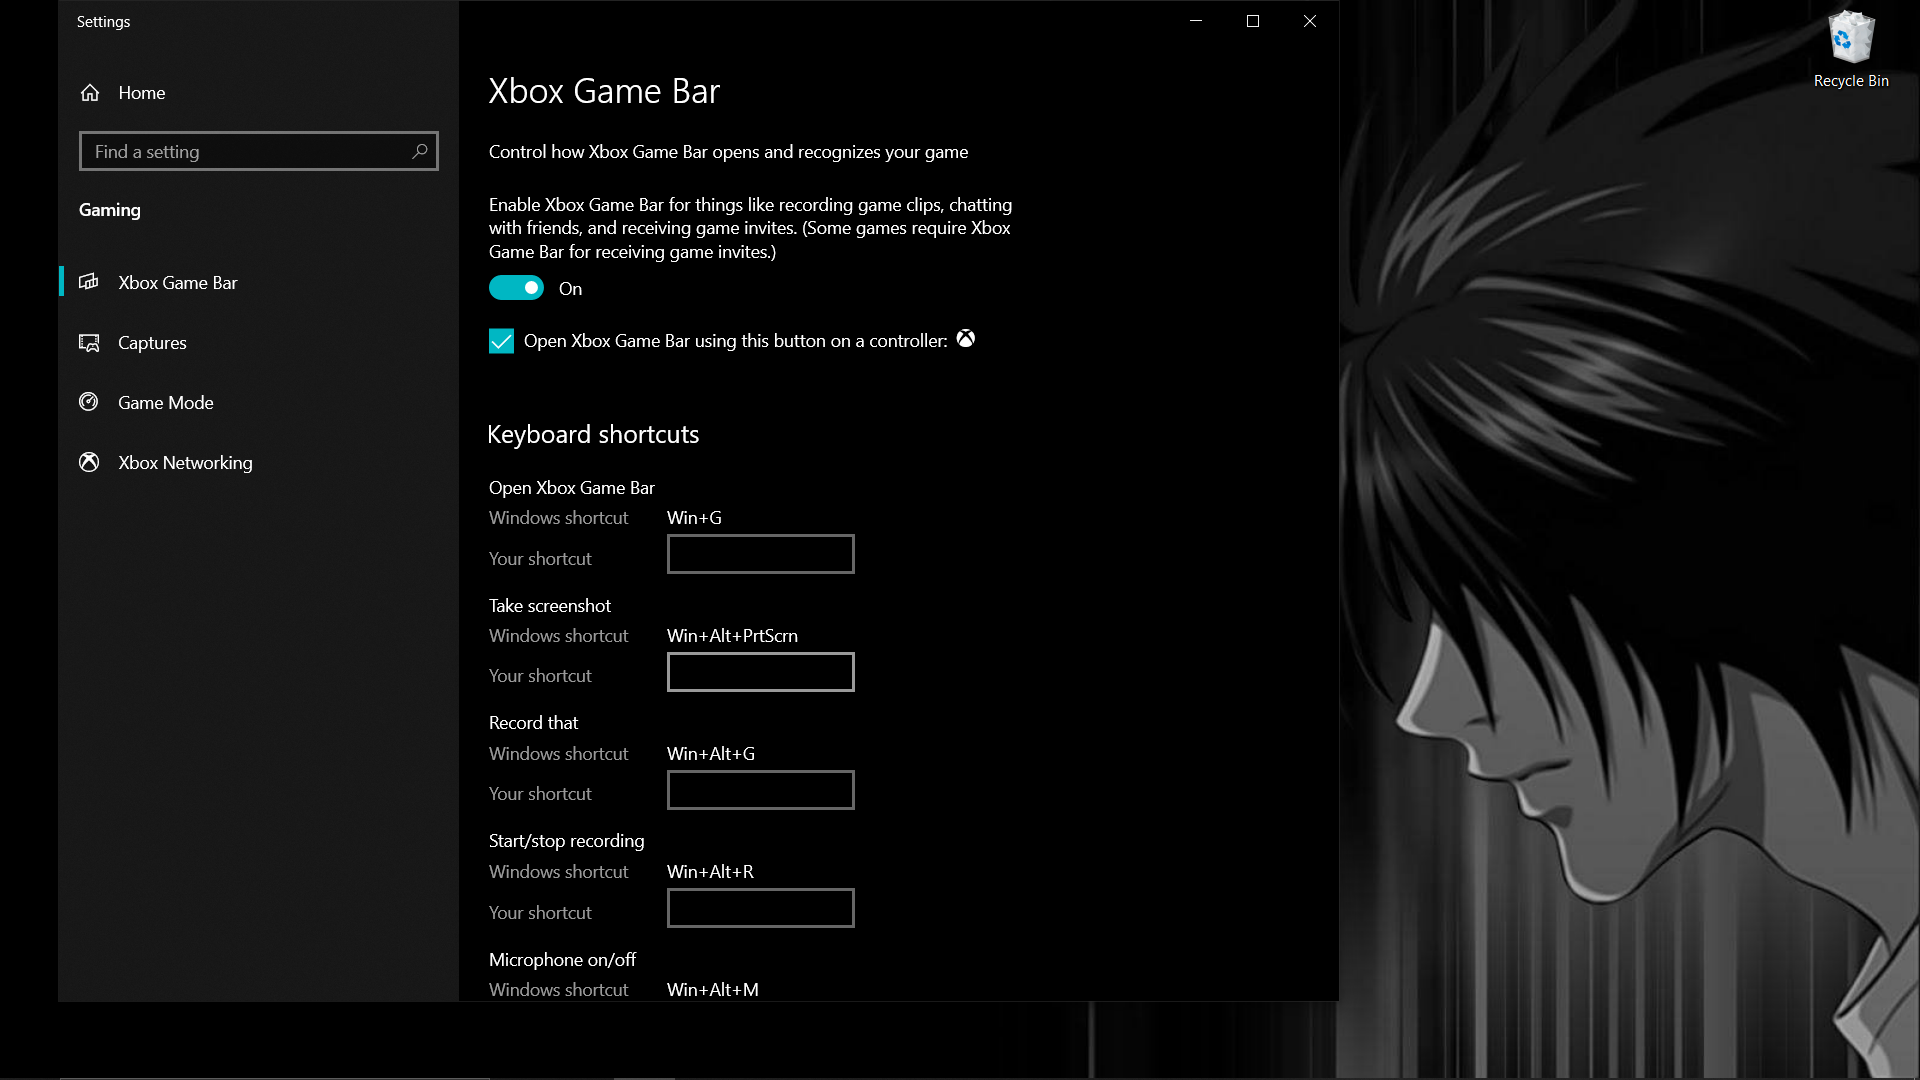 Settings
Home
Find a setting
Gaming
Xbox Game Bar
Captures
Game Mode
Xbox Networking
Xbox Game Bar
Control how Xbox Game Bar opens and recognizes your game
Enable Xbox Game Bar for things like recording game clips, chatting
with friends, and receiving game invites. (Some games require Xbox
Game Bar for receiving game invites.)
On
Open Xbox Game Bar using this button on a controller:
Keyboard shortcuts
Open Xbox Game Bar
Windows shortcut Win+G
Your shortcut
Take screenshot
Windows shortcut Win+Alt+PrtScrn
Your shortcut
Record that
Windows shortcut Win+Alt+G
Your shortcut
Start/stop recording
Windows shortcut Win+Alt+R
Your shortcut
Microphone on/off
Windows shortcut Win+Alt+M
Recycle Bin